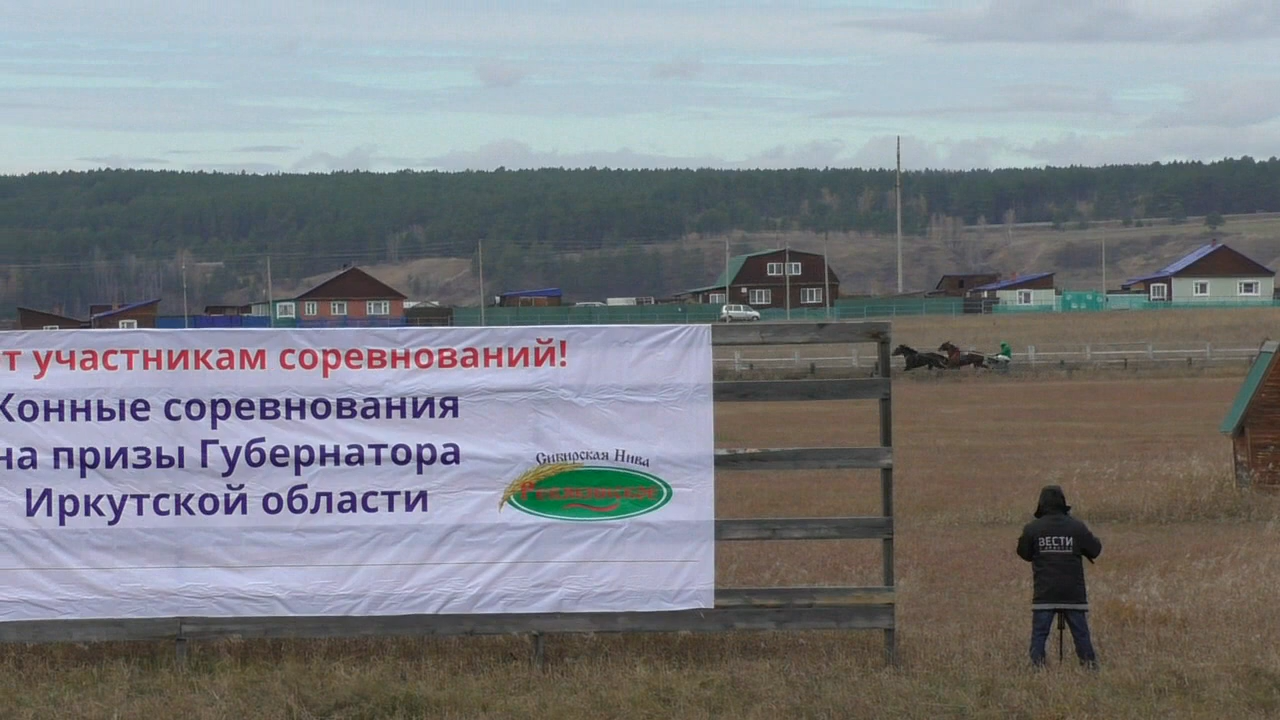 т участникам соревнований!
Конные соревнования
на призы Губернатора
Иркутской области
Сибирская Нива
ВЕСТИ